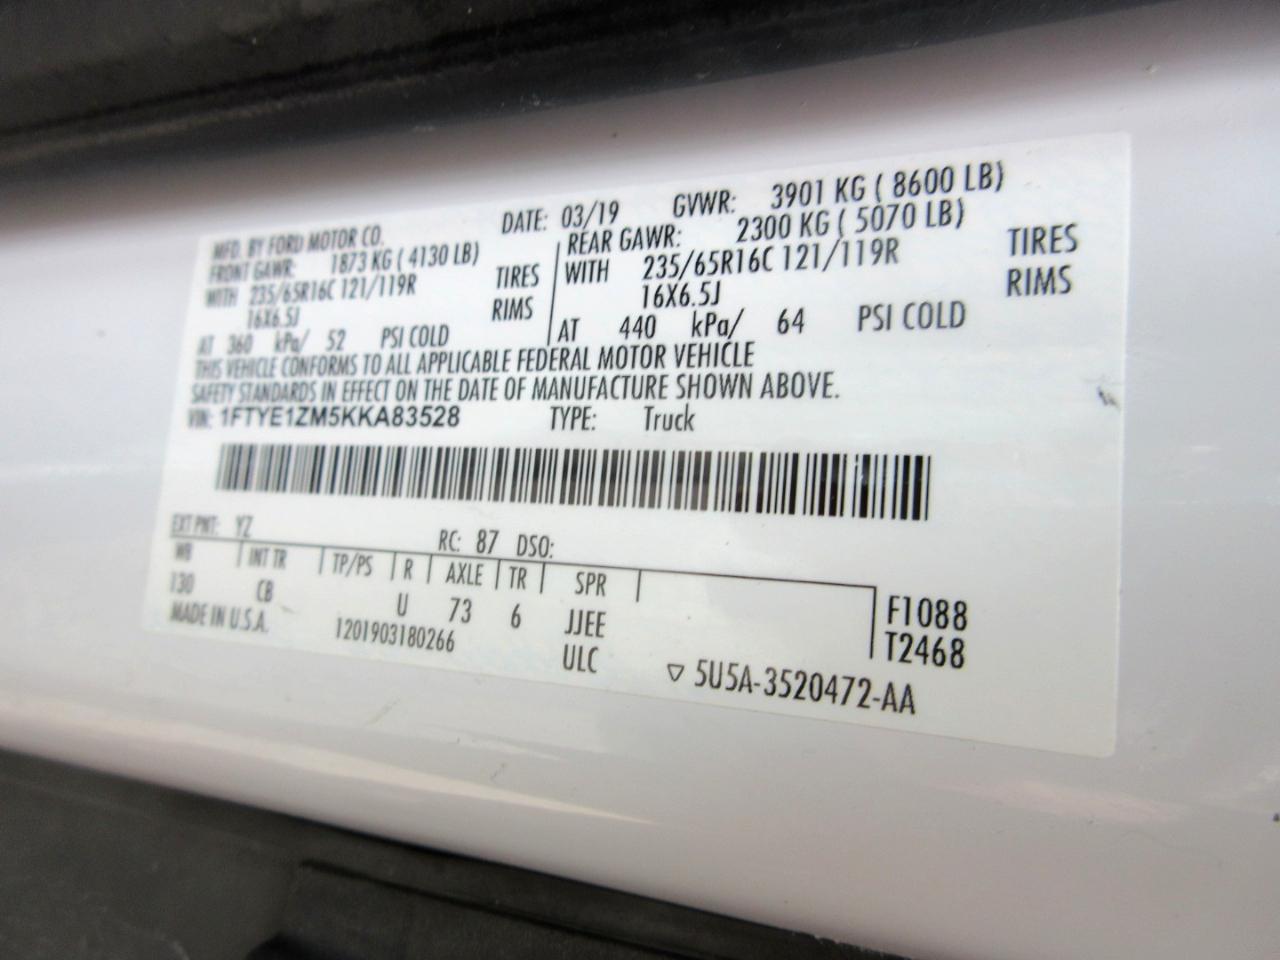 MFD. BY FORD MOTOR CO. DATE: 03/19 GVWR: 3901 KG ( 8600 LB)
FRONT GAWR: 1873 KG ( 4130 LB) REAR GAWR: 2300 KG ( 5070 LB)
WITH 235/65R16C 121/119R TIRES WITH 235/65R16C 121/119R TIRES
16X6.5J RIMS 16X6.5J RIMS
AT 360 kPa/ 52 PSI COLD AT 440 kPa/ 64 PSI COLD
THIS VEHICLE CONFORMS TO ALL APPLICABLE FEDERAL MOTOR VEHICLE
SAFETY STANDARDS IN EFFECT ON THE DATE OF MANUFACTURE SHOWN ABOVE.
VIN: 1FTYE1ZM5KKA83528 TYPE: Truck
EXT PNT: YZ RC: 87 DSO:
WB INT TR TP/PS R AXLE TR SPR
130 CB U 73 6 JJEE F1088
MADE IN U.S.A. 1201903180266 ULC T2468
▽ 5U5A-3520472-AA